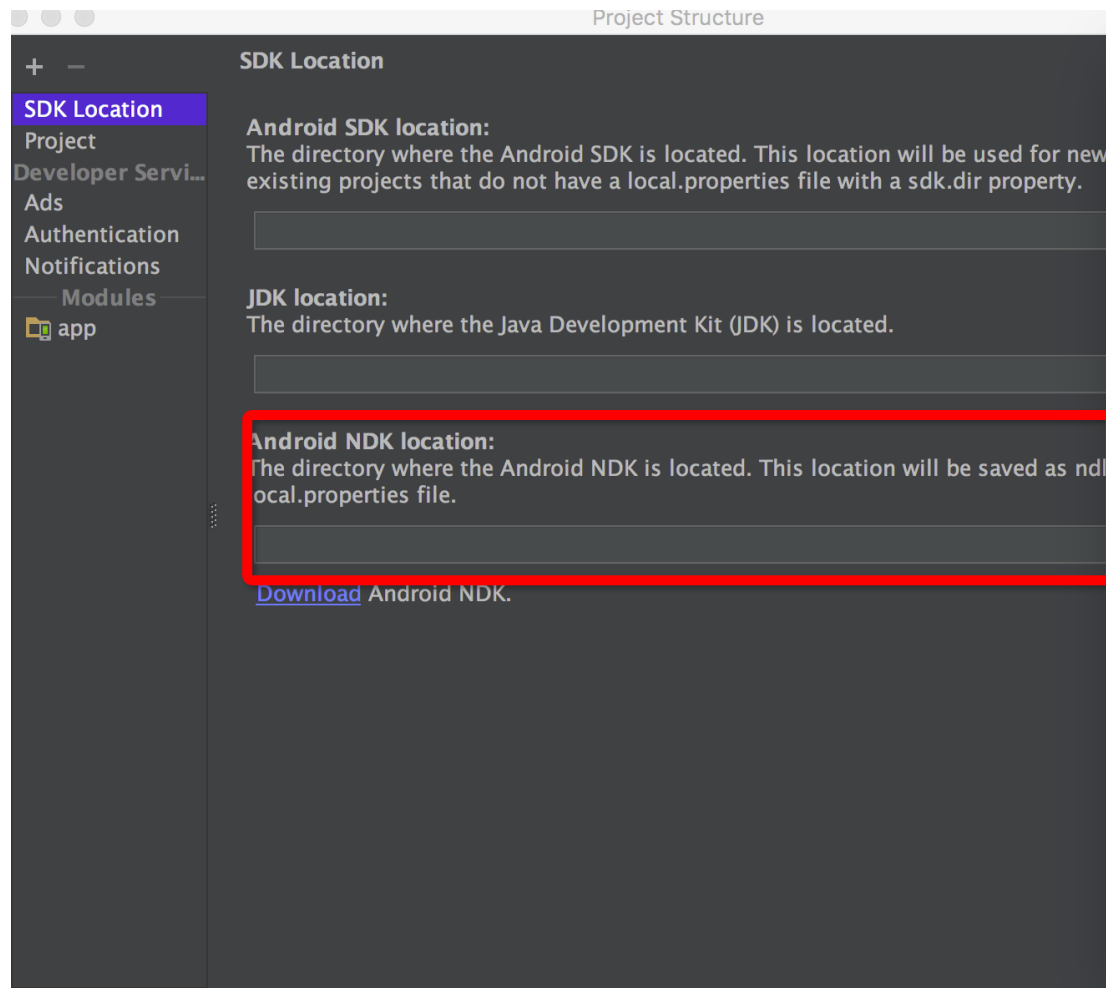 Project Structure
+ −
SDK Location
Project
Developer Servi...
Ads
Authentication
Notifications
Modules
app
SDK Location
Android SDK location:
The directory where the Android SDK is located. This location will be used for new
existing projects that do not have a local.properties file with a sdk.dir property.
JDK location:
The directory where the Java Development Kit (JDK) is located.
Android NDK location:
The directory where the Android NDK is located. This location will be saved as
local.properties file.
Download Android NDK.